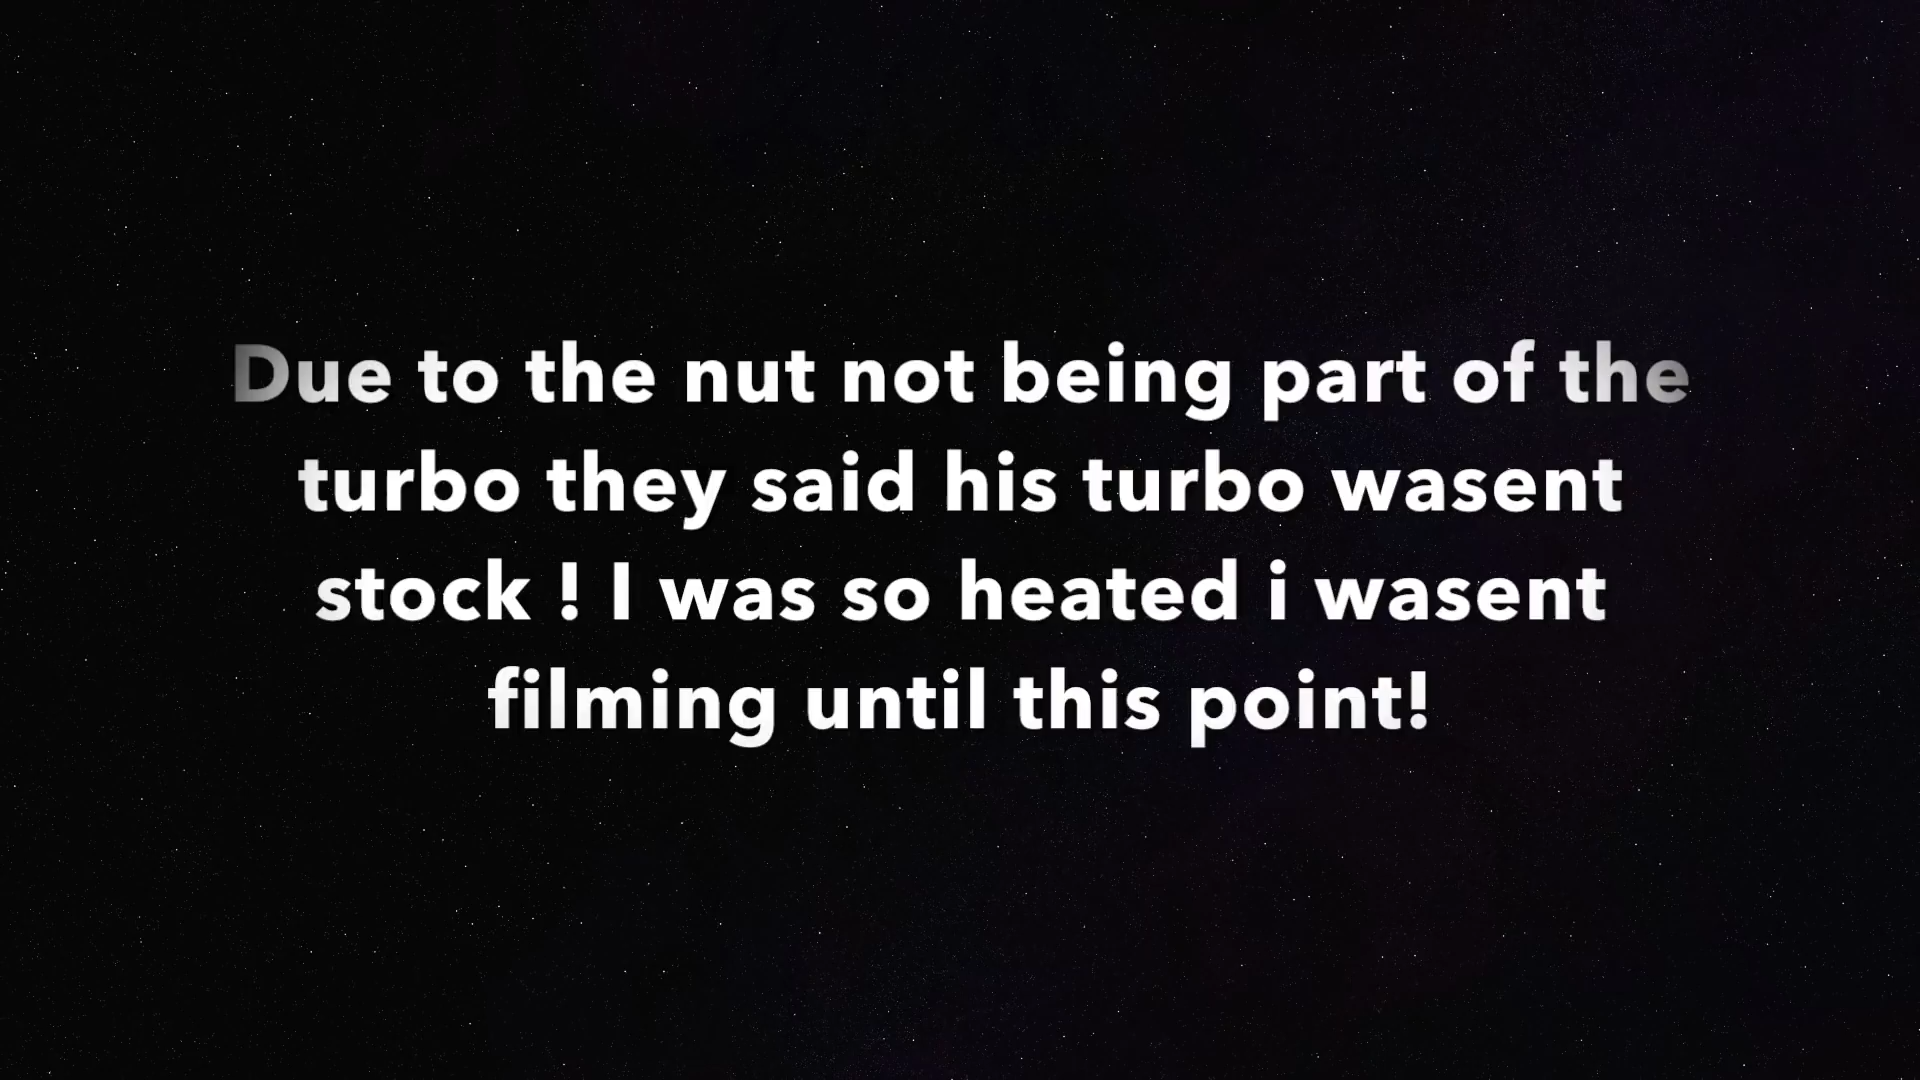 Due to the nut not being part of the
turbo they said his turbo wasent
stock ! I was so heated i wasent
filming until this point!